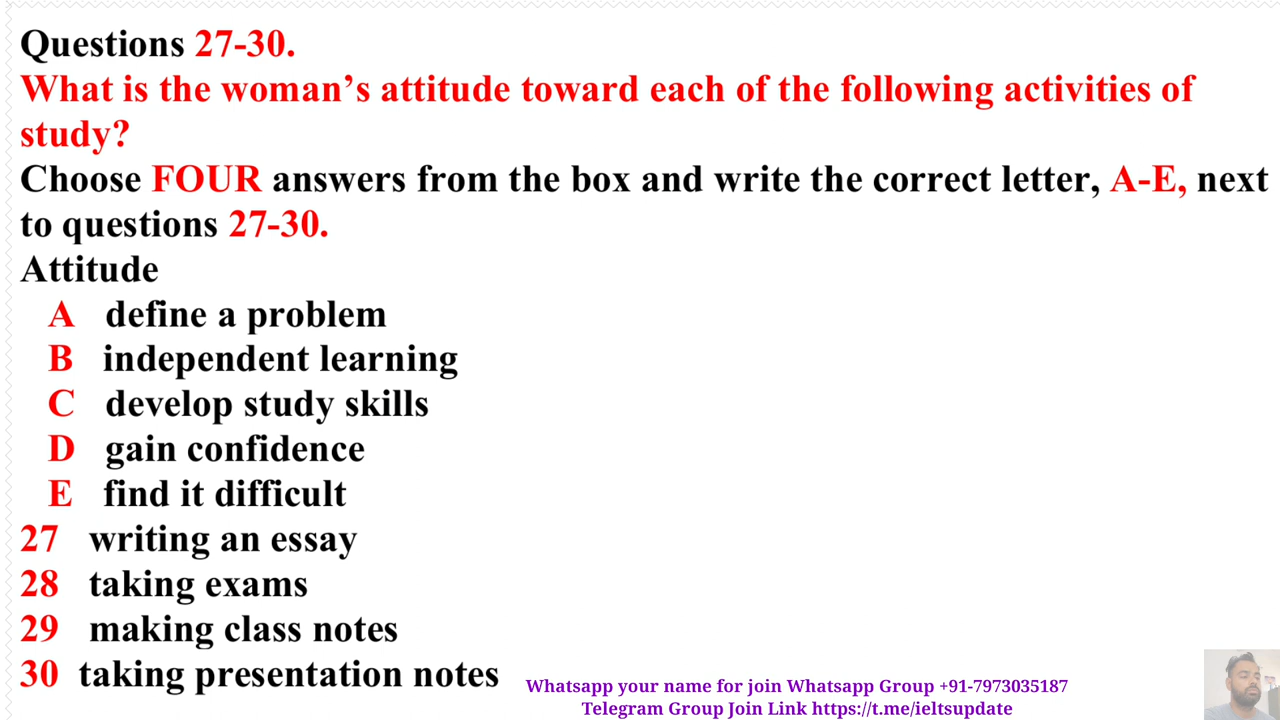 Questions 27-30.
What is the woman’s attitude toward each of the following activities of
study?
Choose FOUR answers from the box and write the correct letter, A-E, next
to questions 27-30.
Attitude
A define a problem
B independent learning
C develop study skills
D gain confidence
E find it difficult
27 writing an essay
28 taking exams
29 making class notes
30 taking presentation notes
Whatsapp your name for join Whatsapp Group +91-7973035187
Telegram Group Join Link https://t.me/ieltsupdate